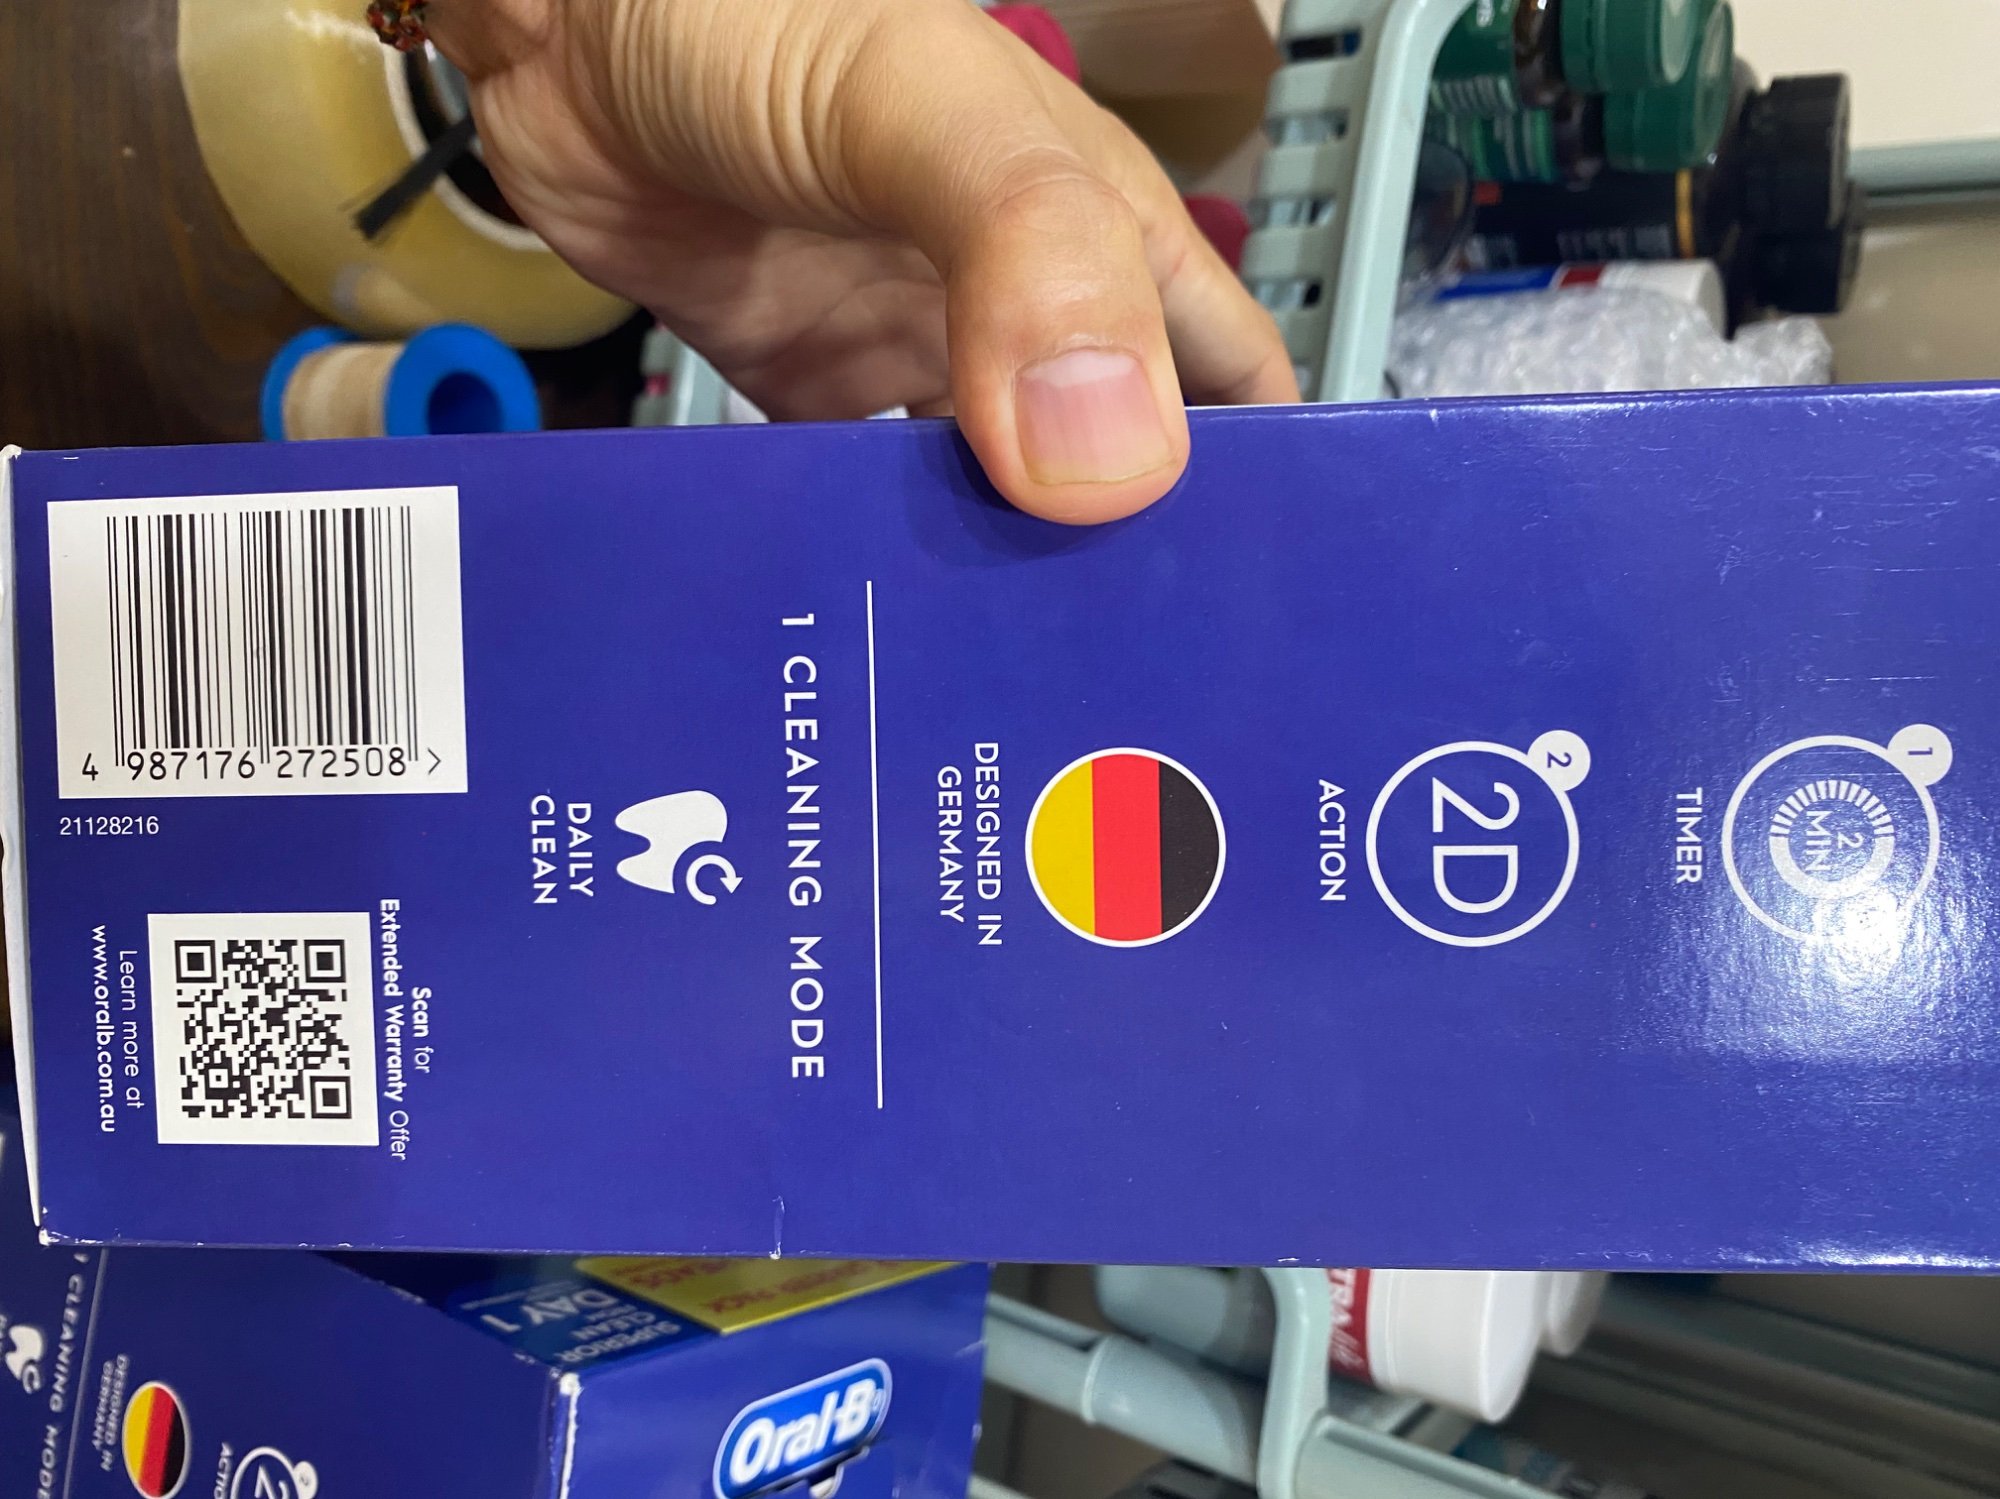 1
2
MIN
TIMER
2
2D
ACTION
DESIGNED IN
GERMANY
1 CLEANING MODE
DAILY
CLEAN
Scan for
Extended Warranty Offer
Learn more at
www.oralb.com.au
4 987176 272508 >
21128216
Oral-B
SUPERIOR
CLEAN
DAY 1
1 CLEANING MODE
DESIGNED IN
GERMANY
2